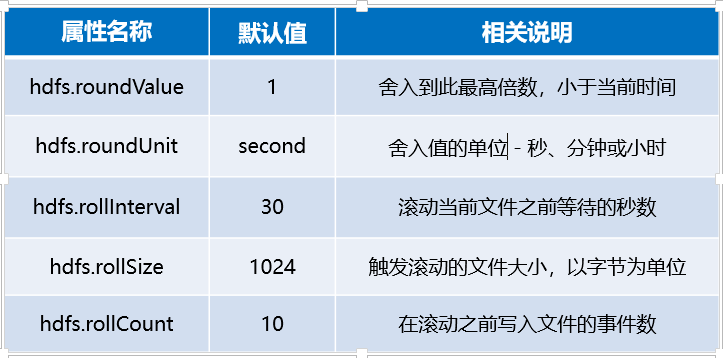 属性名称 默认值 相关说明
hdfs.roundValue 1 舍入到此最高倍数，小于当前时间
hdfs.roundUnit second 舍入值的单位 - 秒、分钟或小时
hdfs.rollInterval 30 滚动当前文件之前等待的秒数
hdfs.rollSize 1024 触发滚动的文件大小，以字节为单位
hdfs.rollCount 10 在滚动之前写入文件的事件数